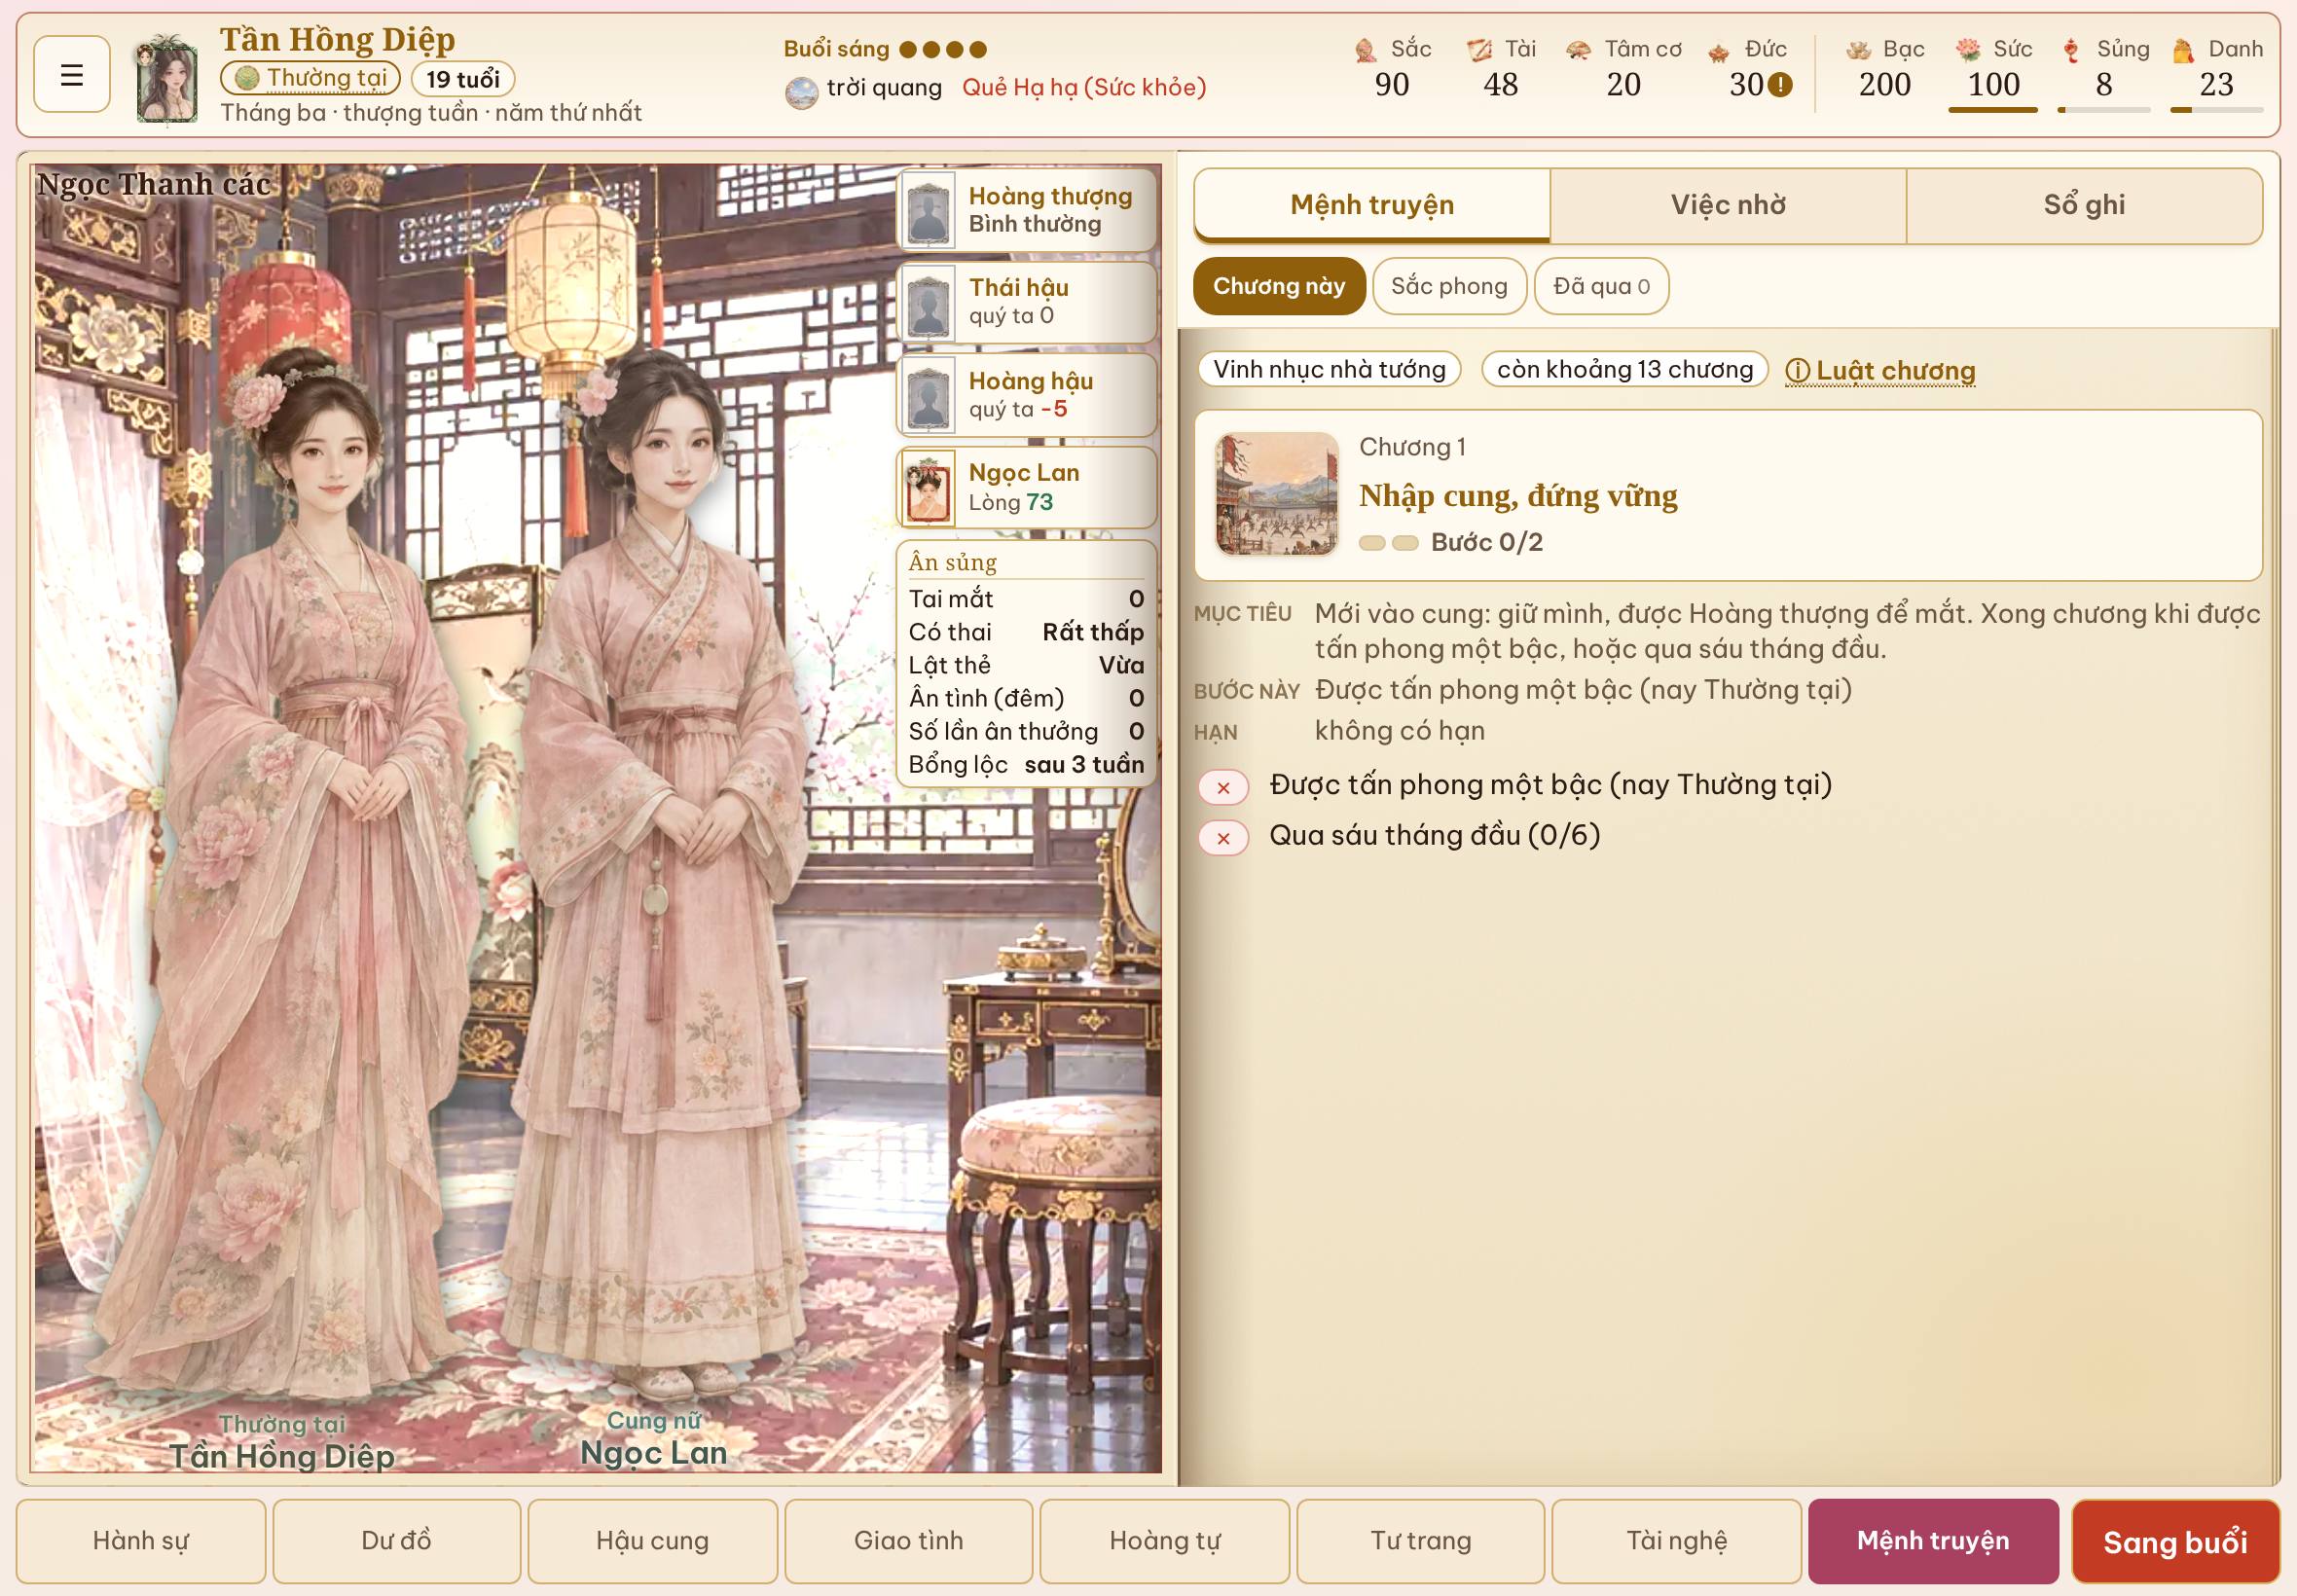 Tần Hồng Diệp
Thường tại
19 tuổi
Tháng ba · thượng tuần · năm thứ nhất
Buổi sáng
trời quang Quẻ Hạ hạ (Sức khỏe)
Sắc
90
Tài
48
Tâm cơ
20
Đức
30
Bạc
200
Sức
100
Sủng
8
Danh
23
Ngọc Thanh các
Hoàng thượng
Bình thường
Thái hậu
quý ta 0
Hoàng hậu
quý ta -5
Ngọc Lan
Lòng 73
Ân sủng
Tai mắt 0
Có thai Rất thấp
Lật thẻ Vừa
Ân tình (đêm) 0
Số lần ân thưởng 0
Bổng lộc sau 3 tuần
Thường tại
Tần Hồng Diệp
Cung nữ
Ngọc Lan
Mệnh truyện
Việc nhờ
Sổ ghi
Chương này
Sắc phong
Đã qua 0
Vinh nhục nhà tướng
còn khoảng 13 chương
Luật chương
Chương 1
Nhập cung, đứng vững
Bước 0/2
MỤC TIÊU Mới vào cung: giữ mình, được Hoàng thượng để mắt. Xong chương khi được
tấn phong một bậc, hoặc qua sáu tháng đầu.
BƯỚC NÀY Được tấn phong một bậc (nay Thường tại)
HẠN không có hạn
× Được tấn phong một bậc (nay Thường tại)
× Qua sáu tháng đầu (0/6)
Hành sự
Dư đồ
Hậu cung
Giao tình
Hoàng tự
Tư trang
Tài nghệ
Mệnh truyện
Sang buổi